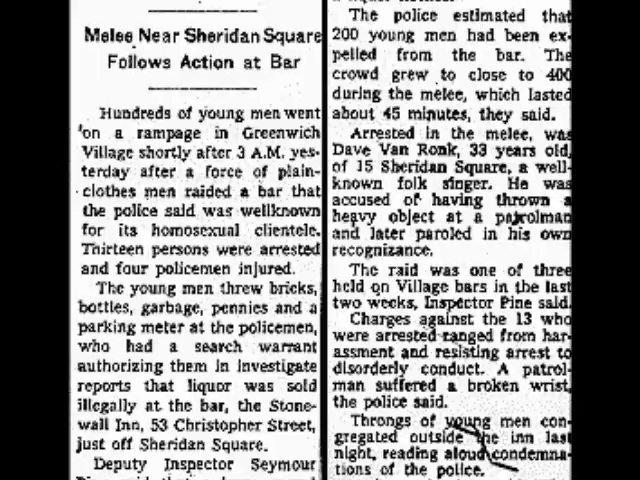 Melee Near Sheridan Square
Follows Action at Bar
Hundreds of young men went
on a rampage in Greenwich
Village shortly after 3 A.M. yes-
terday after a force of plain-
clothes men raided a bar that
the police said was wellknown
for its homosexual clientele.
Thirteen persons were arrested
and four policemen injured.
The young men threw bricks,
bottles, garbage, pennies and a
parking meter at the policemen,
who had a search warrant
authorizing them to investigate
reports that liquor was sold
illegally at the bar, the Stone-
wall Inn, 53 Christopher Street,
just off Sheridan Square.
Deputy Inspector Seymour
The police estimated that
200 young men had been ex-
pelled from the bar. The
crowd grew to close to 400
during the melee, which lasted
about 45 minutes, they said.
Arrested in the melee, was
Dave Van Ronk, 33 years old,
of 15 Sheridan Square, a well-
known folk singer. He was
accused of having thrown a
heavy object at a patrolman
and later paroled in his own
recognizance.
The raid was one of three
held on Village bars in the last
two weeks, Inspector Pine said.
Charges against the 13 who
were arrested ranged from har-
assment and resisting arrest to
disorderly conduct. A patrol-
man suffered a broken wrist,
the police said.
Throngs of young men con-
gregated outside the inn last
night, reading aloud condemna-
tions of the police.